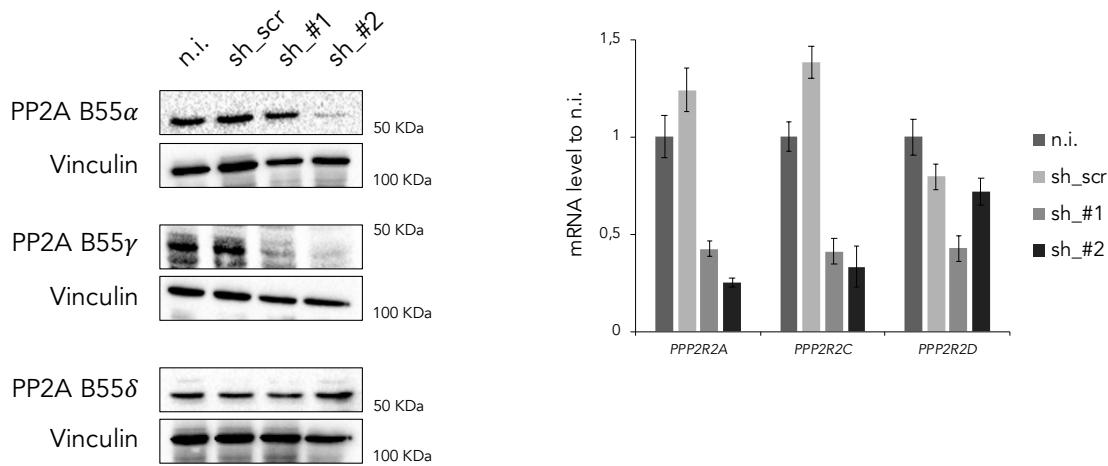 n.i. sh_scr sh_#1 sh_#2
PP2A B55α
50 KDa
Vinculin
100 KDa
PP2A B55γ
50 KDa
Vinculin
100 KDa
PP2A B55δ
50 KDa
Vinculin
100 KDa
mRNA level to n.i.
1,5
1
0,5
0
PPP2R2A PPP2R2C PPP2R2D
n.i.
sh_scr
sh_#1
sh_#2